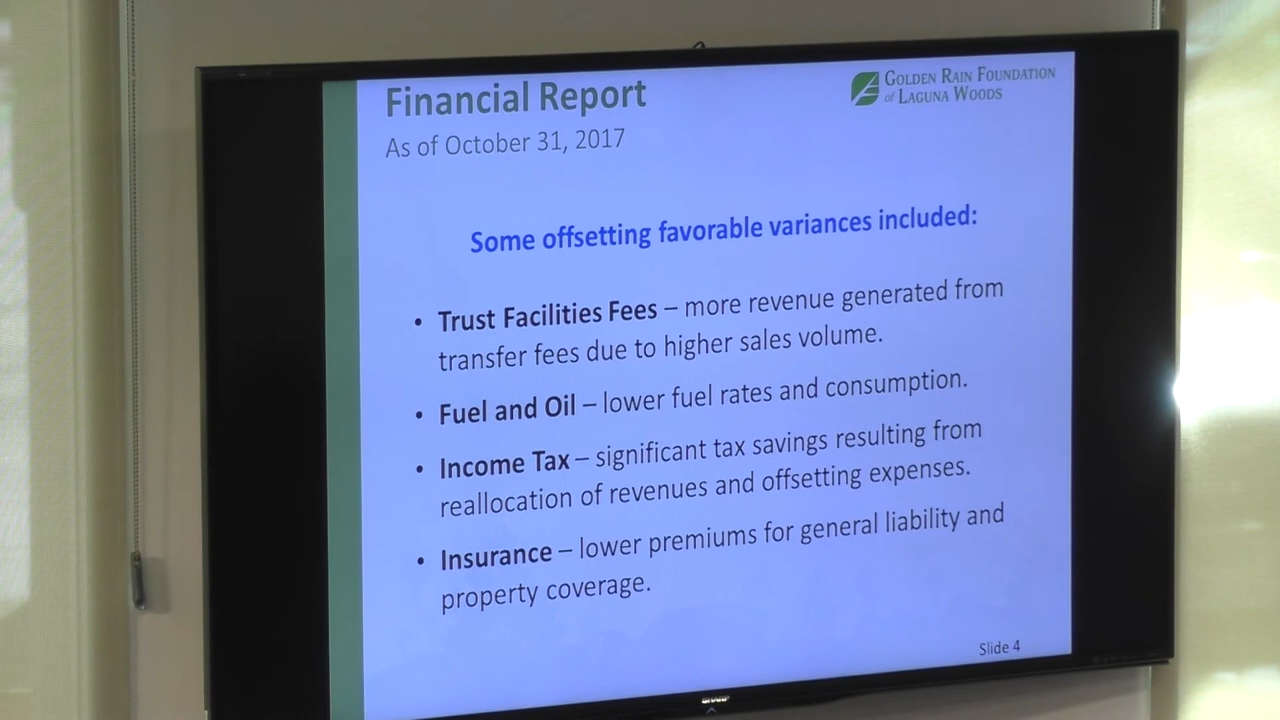 Financial Report
GOLDEN RAIN FOUNDATION
of LAGUNA WOODS
As of October 31, 2017
Some offsetting favorable variances included:
• Trust Facilities Fees – more revenue generated from
transfer fees due to higher sales volume.
• Fuel and Oil – lower fuel rates and consumption.
• Income Tax – significant tax savings resulting from
reallocation of revenues and offsetting expenses.
• Insurance – lower premiums for general liability and
property coverage.
Slide 4
SHARP